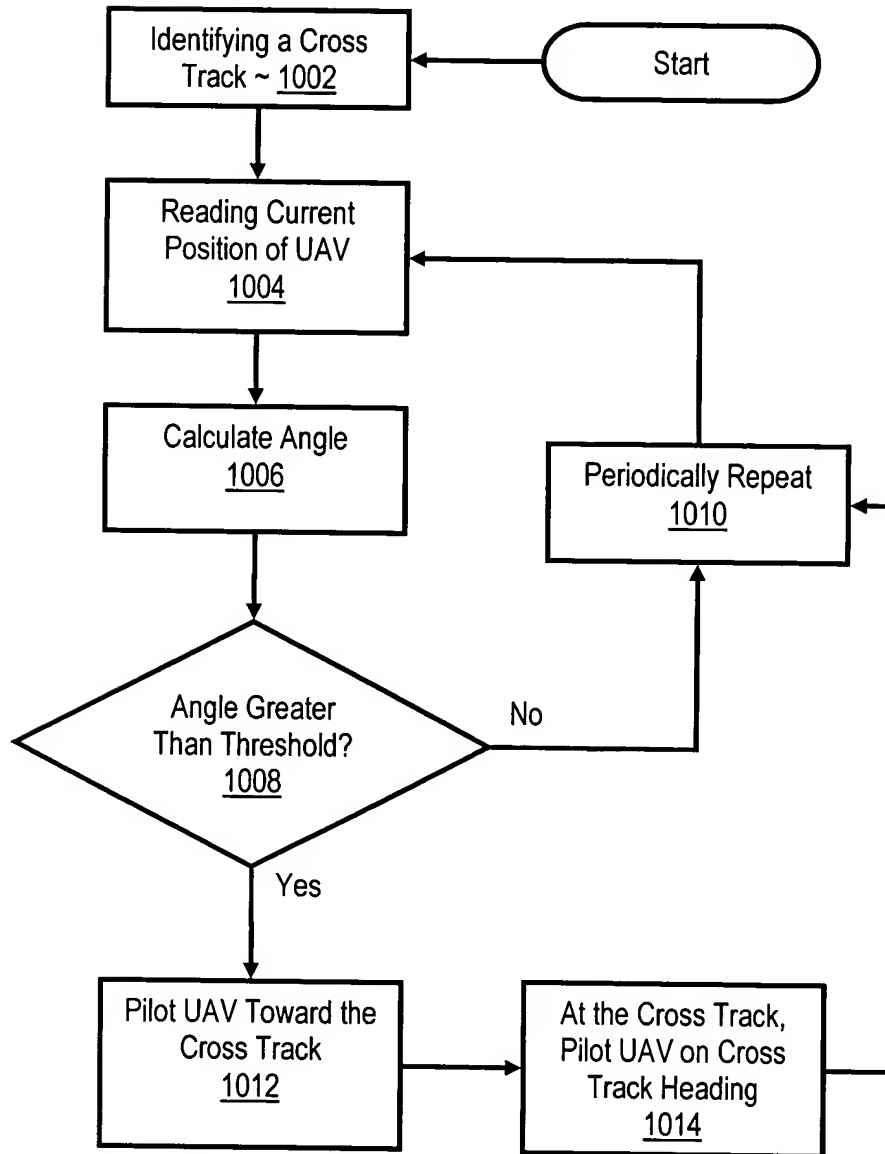 Start
Identifying a Cross
Track ~ 1002
Reading Current
Position of UAV
1004
Calculate Angle
1006
Periodically Repeat
1010
Angle Greater
Than Threshold?
1008
No
Yes
Pilot UAV Toward the
Cross Track
1012
At the Cross Track,
Pilot UAV on Cross
Track Heading
1014